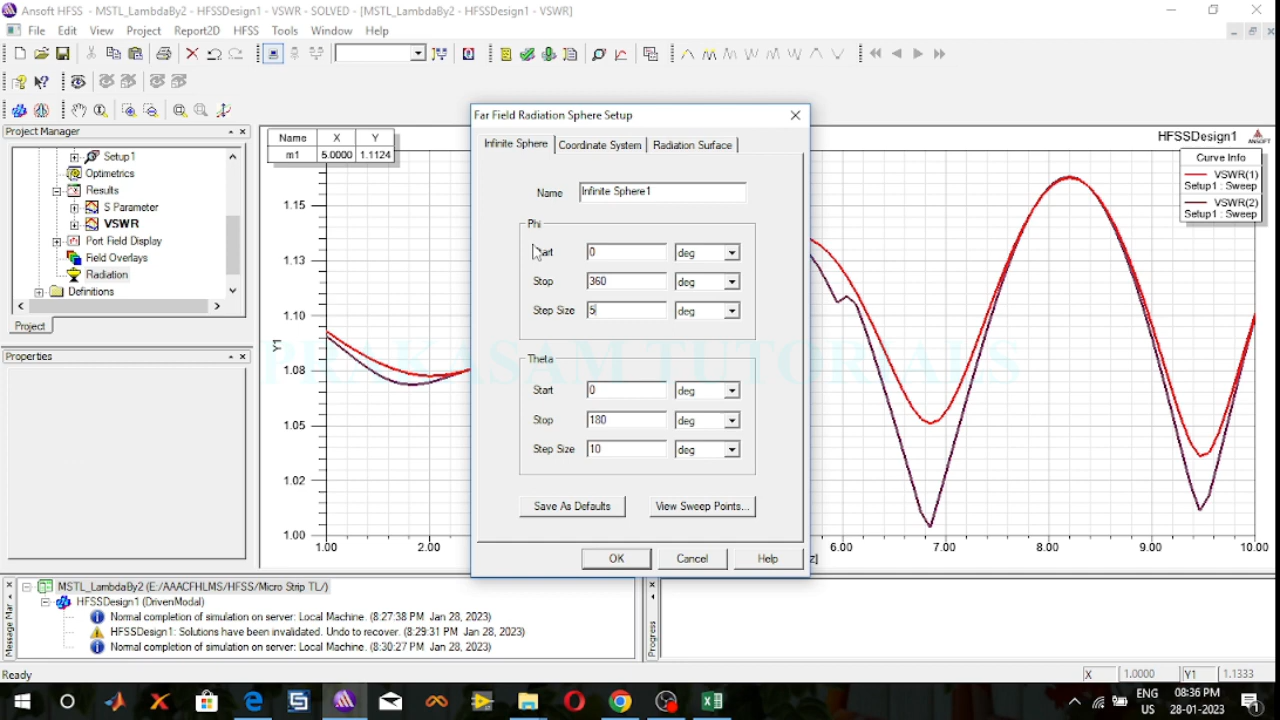 Ansoft HFSS - MSTL_LambdaBy2 - HFSSDesign1 - VSWR - SOLVED - [MSTL_LambdaBy2 - HFSSDesign1 - VSWR]
File Edit View Project Report2D HFSS Tools Window Help
Project Manager
Setup1
Optimetrics
Results
S Parameter
VSWR
Port Field Display
Field Overlays
Radiation
Definitions
Project
Properties
Name X Y
m1 5.0000 1.1124
HFSSDesign1
ANSOFT
Curve Info
VSWR(1)
Setup1 : Sweep
VSWR(2)
Setup1 : Sweep
Y1
1.15
1.13
1.10
1.08
1.05
1.02
1.00
1.00 2.00 6.00 7.00 8.00 9.00 10.00
z]
PRAKASAM TUTORIALS
Far Field Radiation Sphere Setup
Infinite Sphere Coordinate System Radiation Surface
Name Infinite Sphere1
Phi
Start 0 deg
Stop 360 deg
Step Size 5 deg
Theta
Start 0 deg
Stop 180 deg
Step Size 10 deg
Save As Defaults View Sweep Points...
OK Cancel Help
Message Mar
MSTL_LambdaBy2 (E:/AAACFHLMS/HFSS/Micro Strip TL/)
HFSSDesign1 (DrivenModal)
Normal completion of simulation on server: Local Machine. (8:27:38 PM Jan 28, 2023)
HFSSDesign1: Solutions have been invalidated. Undo to recover. (8:29:31 PM Jan 28, 2023)
Normal completion of simulation on server: Local Machine. (8:30:27 PM Jan 28, 2023)
Progress
Ready X 1.0000 Y1 1.1333
ENG
US
08:36 PM
28-01-2023
1